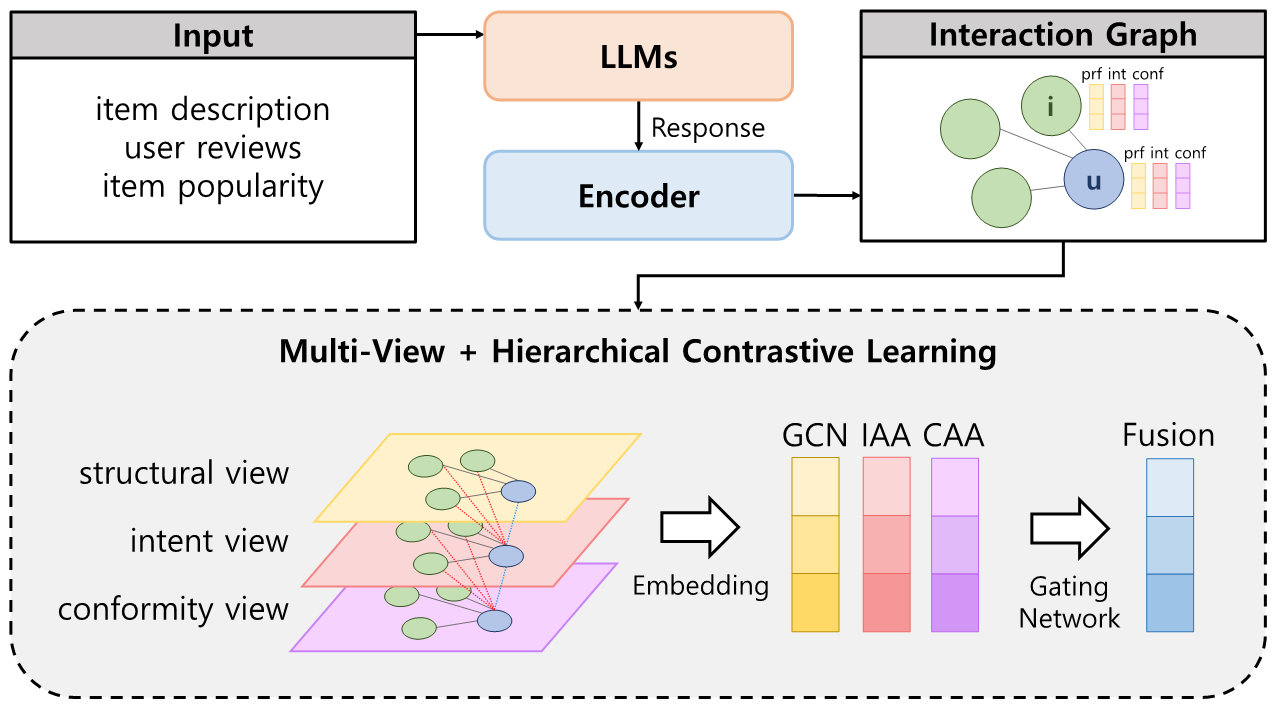 Input
item description
user reviews
item popularity
LLMs
Response
Encoder
Interaction Graph
prf int conf
i
prf int conf
u
Multi-View + Hierarchical Contrastive Learning
structural view
intent view
conformity view
Embedding
GCN IAA CAA
Gating
Network
Fusion